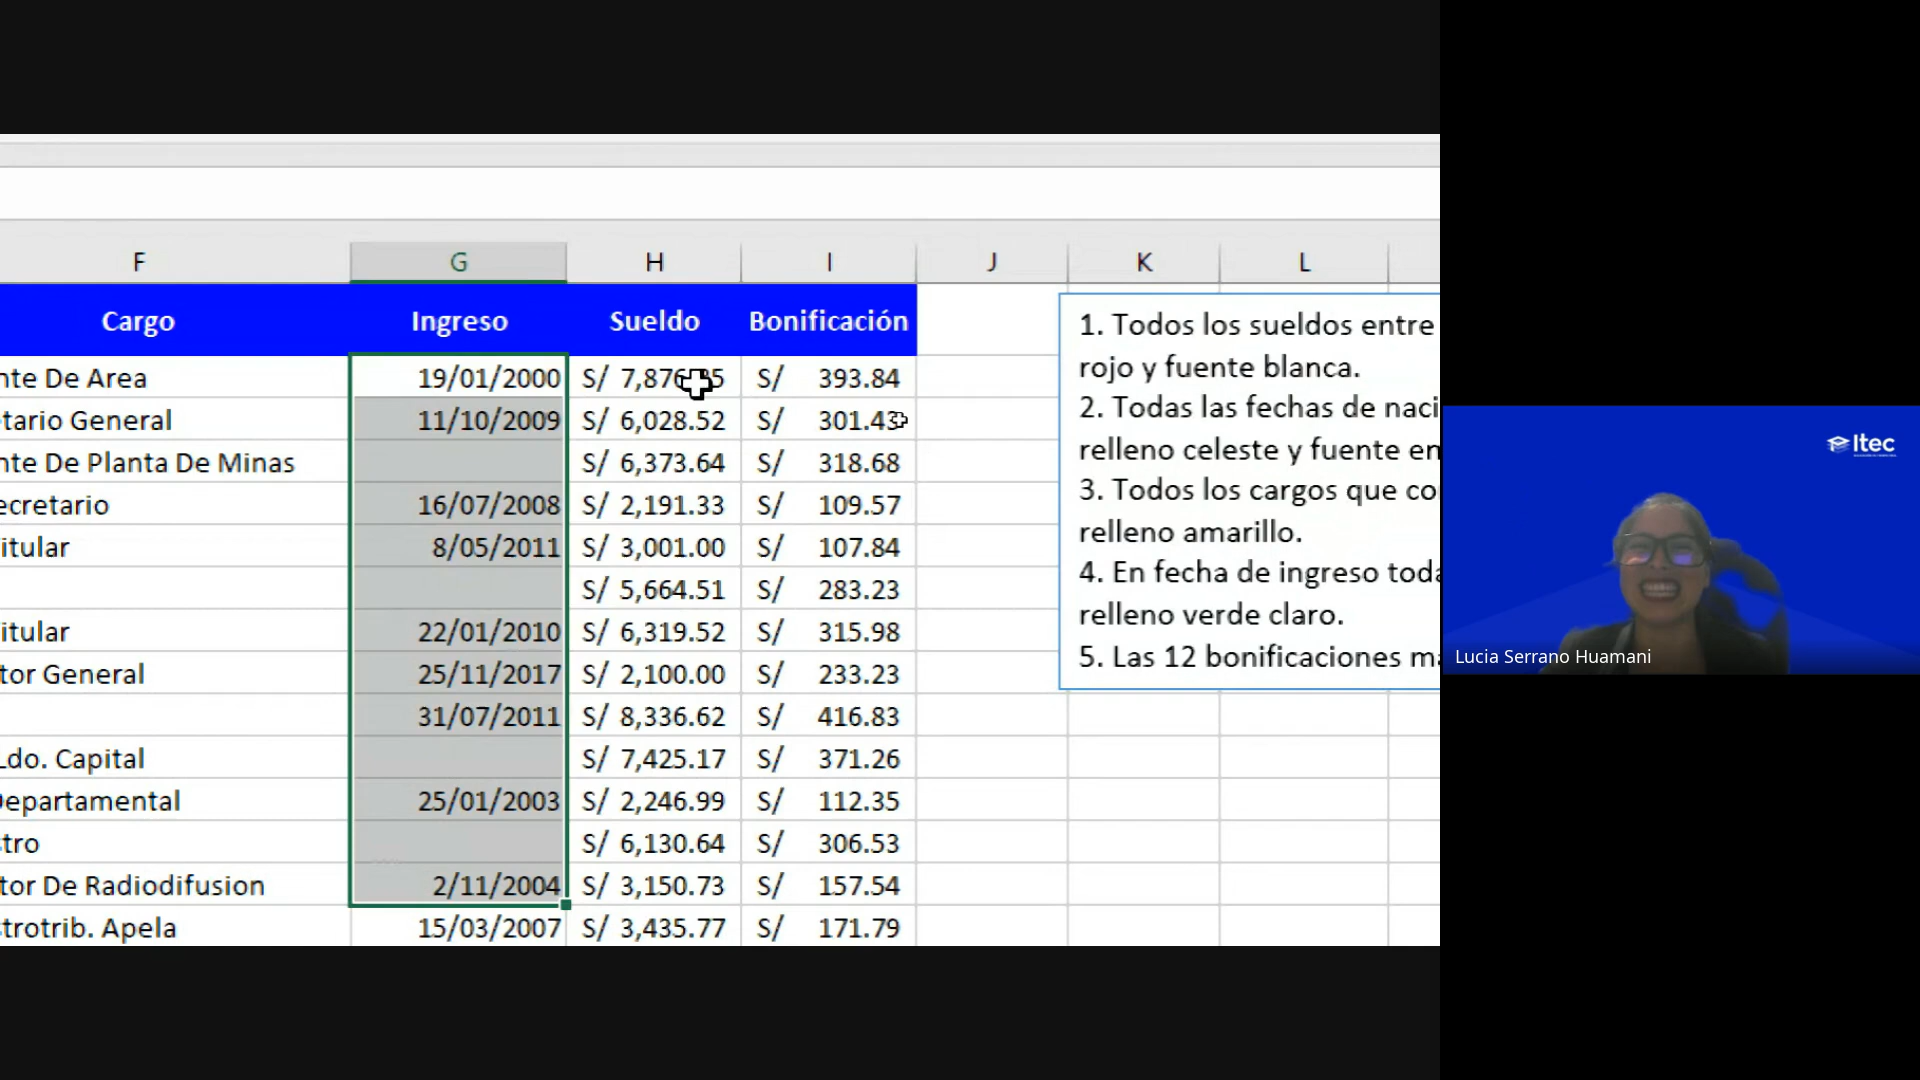 F G H I J K L
Cargo Ingreso Sueldo Bonificación
nte De Area 19/01/2000 S/ 7,876.85 S/ 393.84
tario General 11/10/2009 S/ 6,028.52 S/ 301.43
nte De Planta De Minas S/ 6,373.64 S/ 318.68
ecretario 16/07/2008 S/ 2,191.33 S/ 109.57
itular 8/05/2011 S/ 3,001.00 S/ 107.84
S/ 5,664.51 S/ 283.23
itular 22/01/2010 S/ 6,319.52 S/ 315.98
tor General 25/11/2017 S/ 2,100.00 S/ 233.23
31/07/2011 S/ 8,336.62 S/ 416.83
Ldo. Capital S/ 7,425.17 S/ 371.26
Departamental 25/01/2003 S/ 2,246.99 S/ 112.35
tro S/ 6,130.64 S/ 306.53
tor De Radiodifusion 2/11/2004 S/ 3,150.73 S/ 157.54
trotrib. Apela 15/03/2007 S/ 3,435.77 S/ 171.79
1. Todos los sueldos entre
rojo y fuente blanca.
2. Todas las fechas de naci
relleno celeste y fuente en
3. Todos los cargos que co
relleno amarillo.
4. En fecha de ingreso toda
relleno verde claro.
5. Las 12 bonificaciones ma
Itec
Lucia Serrano Huamani